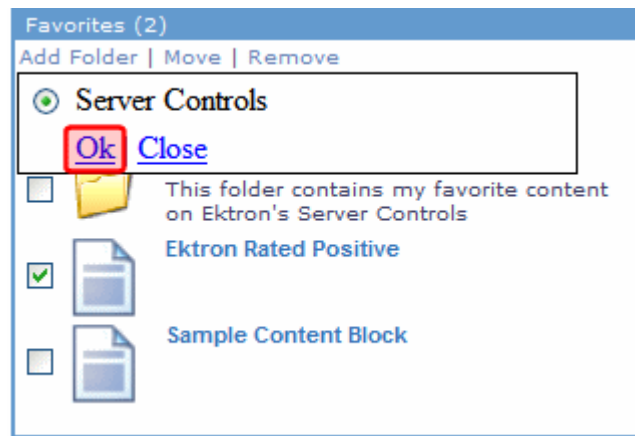 Favorites (2)
Add Folder | Move | Remove
Server Controls
Ok Close
This folder contains my favorite content
on Ektron's Server Controls
Ektron Rated Positive
Sample Content Block